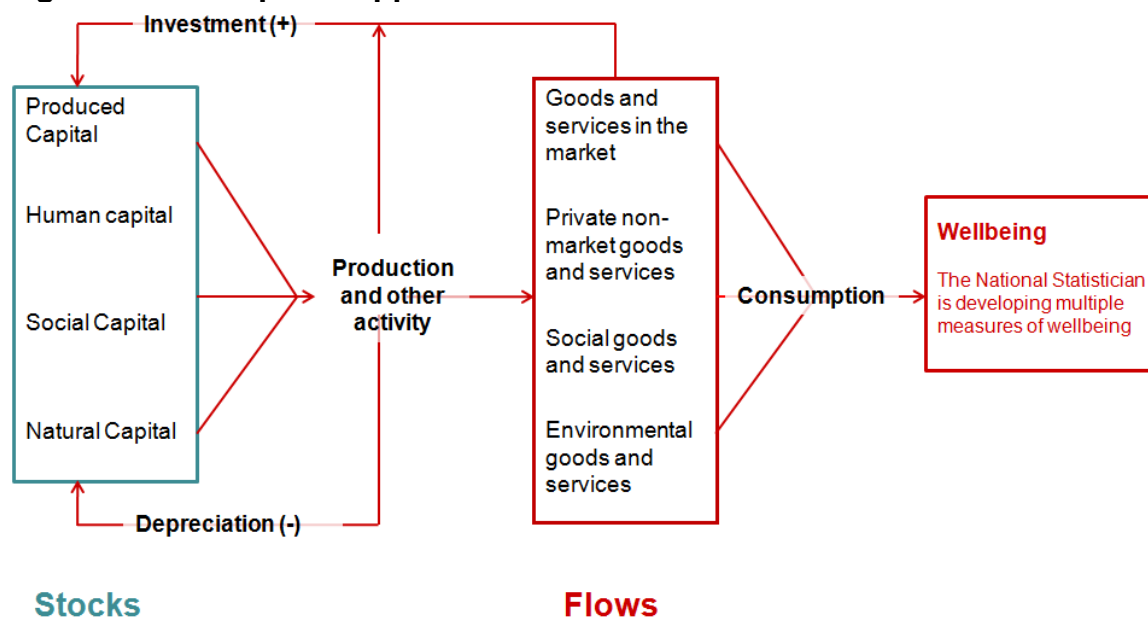 Investment (+)
Produced
Capital
Human capital
Social Capital
Natural Capital
Depreciation (-)
Production
and other
activity
Goods and
services in the
market
Private non-
market goods
and services
Social goods
and services
Environmental
goods and
services
Consumption
Wellbeing
The National Statistician
is developing multiple
measures of wellbeing
Stocks
Flows